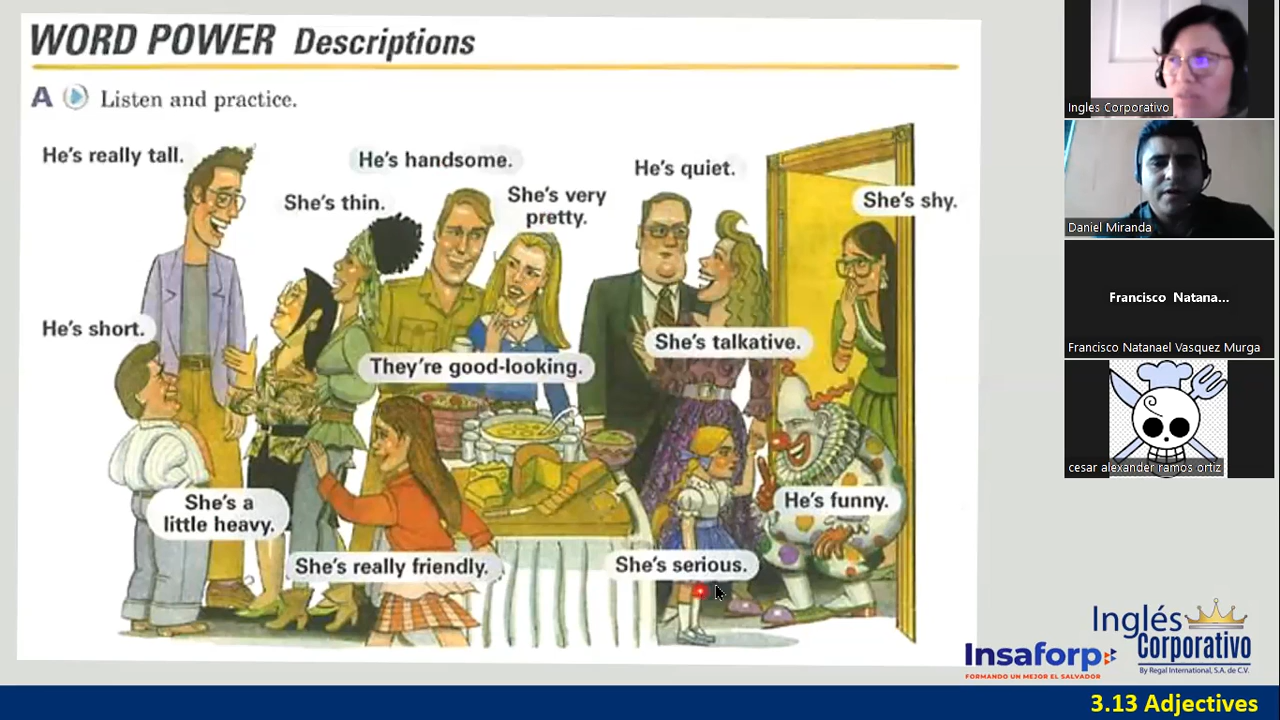 WORD POWER Descriptions
A Listen and practice.
He's really tall.
He's handsome.
He's quiet.
She's thin.
She's very
pretty.
She's shy.
He's short.
She's talkative.
They're good-looking.
She's a
little heavy.
He's funny.
She's really friendly.
She's serious.
Ingles Corporativo
Daniel Miranda
Francisco Natana...
Francisco Natanael Vasquez Murga
cesar alexander ramos ortiz
Insaforp
FORMANDO UN MEJOR EL SALVADOR
Inglés
Corporativo
By Regal International, S.A. de C.V.
3.13 Adjectives